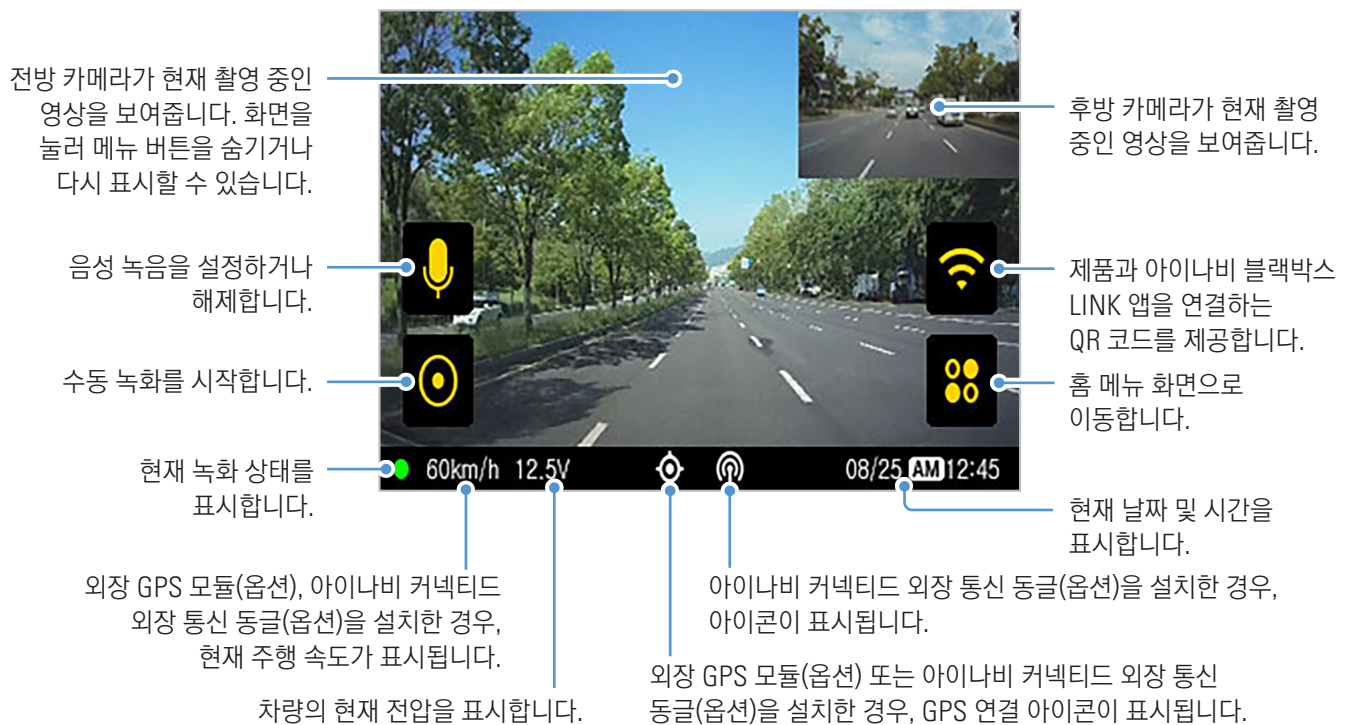 전방 카메라가 현재 촬영 중인
영상을 보여줍니다. 화면을
눌러 메뉴 버튼을 숨기거나
다시 표시할 수 있습니다.
후방 카메라가 현재 촬영
중인 영상을 보여줍니다.
음성 녹음을 설정하거나
해제합니다.
제품과 아이나비 블랙박스
LINK 앱을 연결하는
QR 코드를 제공합니다.
수동 녹화를 시작합니다.
홈 메뉴 화면으로
이동합니다.
현재 녹화 상태를
표시합니다.
60km/h 12.5V 08/25 AM 12:45
현재 날짜 및 시간을
표시합니다.
외장 GPS 모듈(옵션), 아이나비 커넥티드
외장 통신 동글(옵션)을 설치한 경우,
현재 주행 속도가 표시됩니다.
아이나비 커넥티드 외장 통신 동글(옵션)을 설치한 경우,
아이콘이 표시됩니다.
차량의 현재 전압을 표시합니다.
외장 GPS 모듈(옵션) 또는 아이나비 커넥티드 외장 통신
동글(옵션)을 설치한 경우, GPS 연결 아이콘이 표시됩니다.